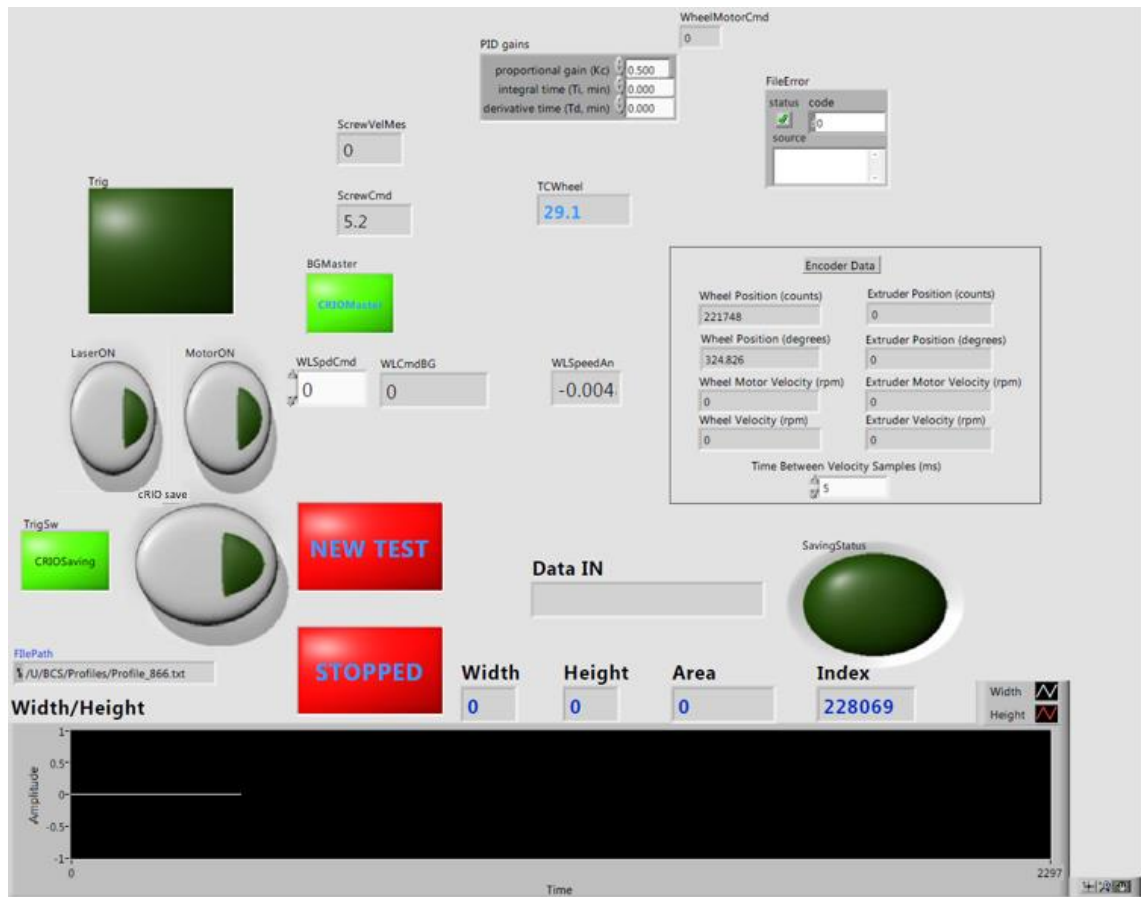 WheelMotorCmd
0
PID gains
proportional gain (Kc) 0.500
integral time (Ti, min) 0.000
derivative time (Td, min) 0.000
FileError
status code
0
source
ScrewVelMes
0
Trig
ScrewCmd
5.2
TCWheel
29.1
BGMaster
CRIOMaster
Encoder Data
Wheel Position (counts) Extruder Position (counts)
221748 0
Wheel Position (degrees) Extruder Position (degrees)
324.826 0
Wheel Motor Velocity (rpm) Extruder Motor Velocity (rpm)
0 0
Wheel Velocity (rpm) Extruder Velocity (rpm)
0 0
Time Between Velocity Samples (ms)
5
LaserON MotorON WLSpdCmd WLCmdBG WLSpeedAn
0 0 -0.004
cRIO save
TrigSw
CRIOSaving
NEW TEST
Data IN
SavingStatus
FIlePath
/U/BCS/Profiles/Profile_866.txt
STOPPED
Width Height Area Index
0 0 0 228069
Width/Height
Width
Height
Amplitude
1
0.5
0
-0.5
-1
0 2297
Time